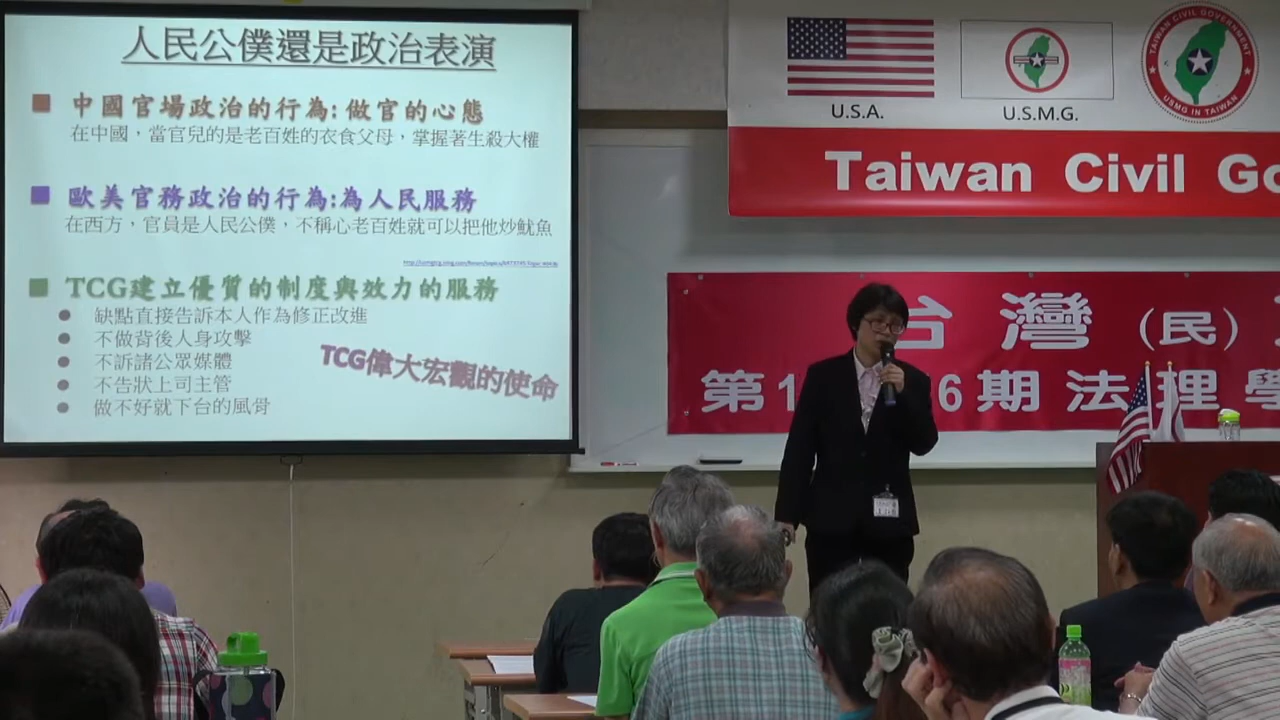 人民公僕還是政治表演
中國官場政治的行為: 做官的心態
在中國，當官兒的是老百姓的衣食父母，掌握著生殺大權
歐美官務政治的行為:為人民服務
在西方，官員是人民公僕，不稱心老百姓就可以把他炒魷魚
TCG建立優質的制度與效力的服務
缺點直接告訴本人作為修正改進
不做背後人身攻擊
不訴諸公眾媒體
不告狀上司主管
做不好就下台的風骨
TCG偉大宏觀的使命
U.S.A.
U.S.M.G.
TAIWAN CIVIL GOVERNMENT
USMG IN TAIWAN
Taiwan Civil Go
台灣（民）
第1 6期法理學